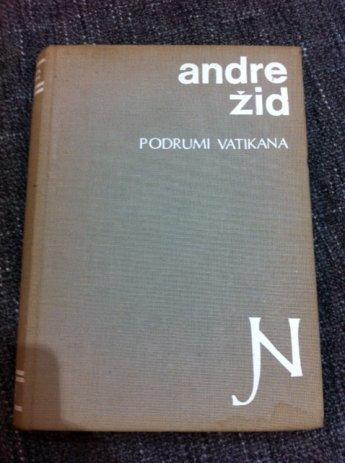 andre
žid
PODRUMI VATIKANA
JN